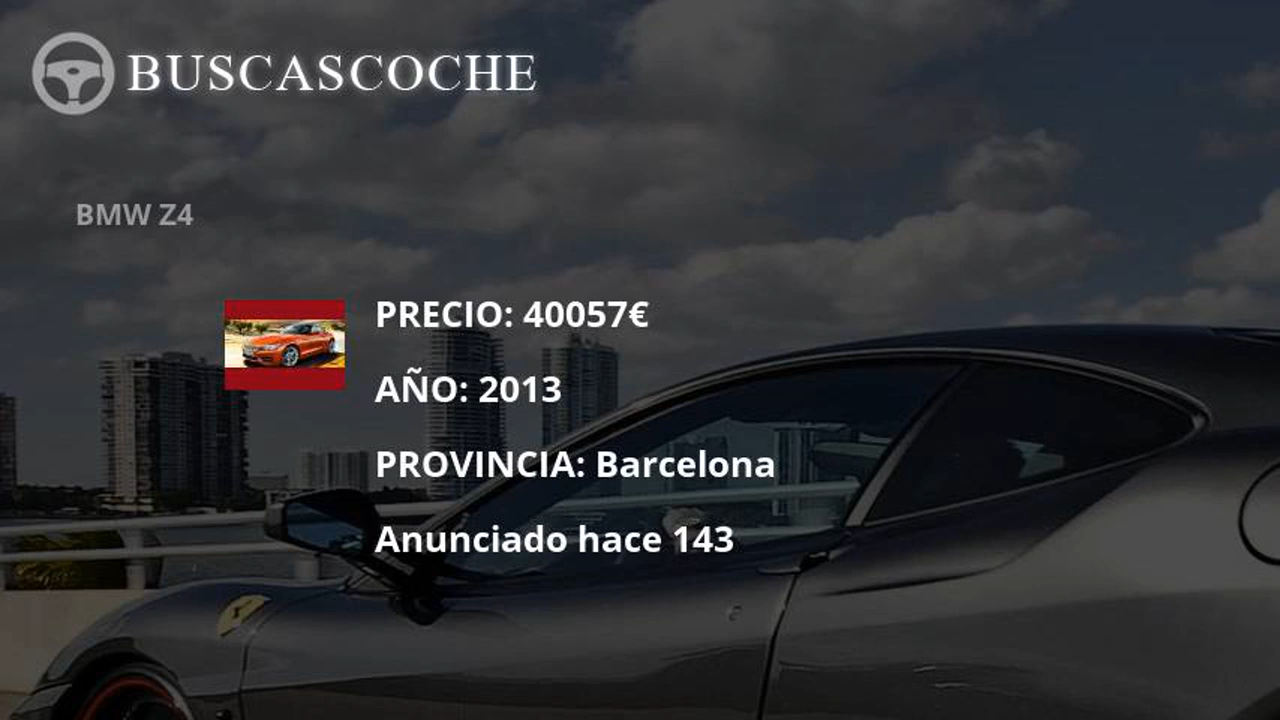 BUSCASCOCHE
BMW Z4
PRECIO: 40057€
AÑO: 2013
PROVINCIA: Barcelona
Anunciado hace 143